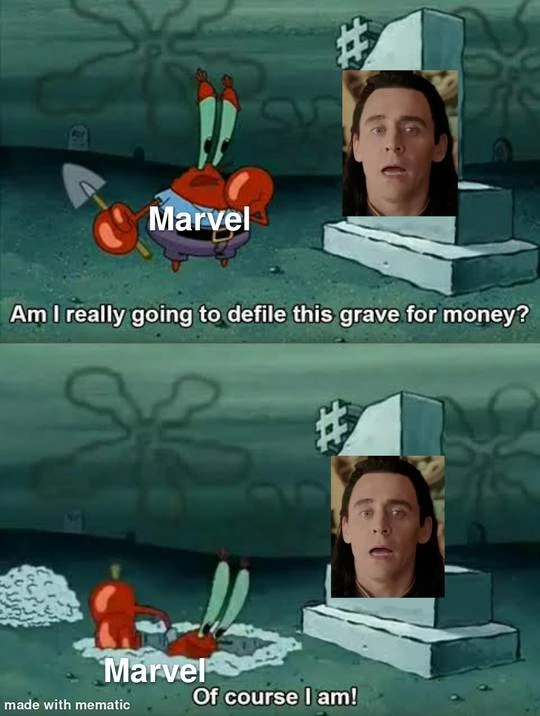 #
Marvel
Am I really going to defile this grave for money?
#
Marvel
Of course I am!
made with mematic